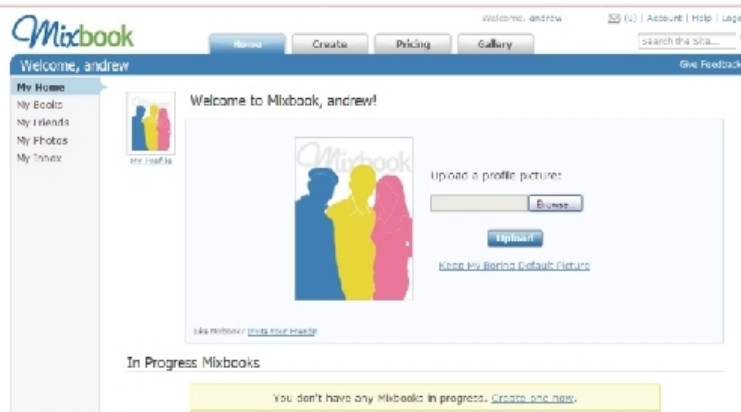 Mixbook
Welcome, andrew (0) | Account | Help |
Home Create Pricing Gallery Search the Site...
Welcome, andrew Give Feedback
My Home
My Books
My Friends
My Photos
My Inbox
My Profile
Welcome to Mixbook, andrew!
Mixbook
Upload a profile picture:
Browse...
Upload
Keep My Boring Default Picture
Like Mixbook? Invite Your Friends!
In Progress Mixbooks
You don't have any Mixbooks in progress. Create one now.